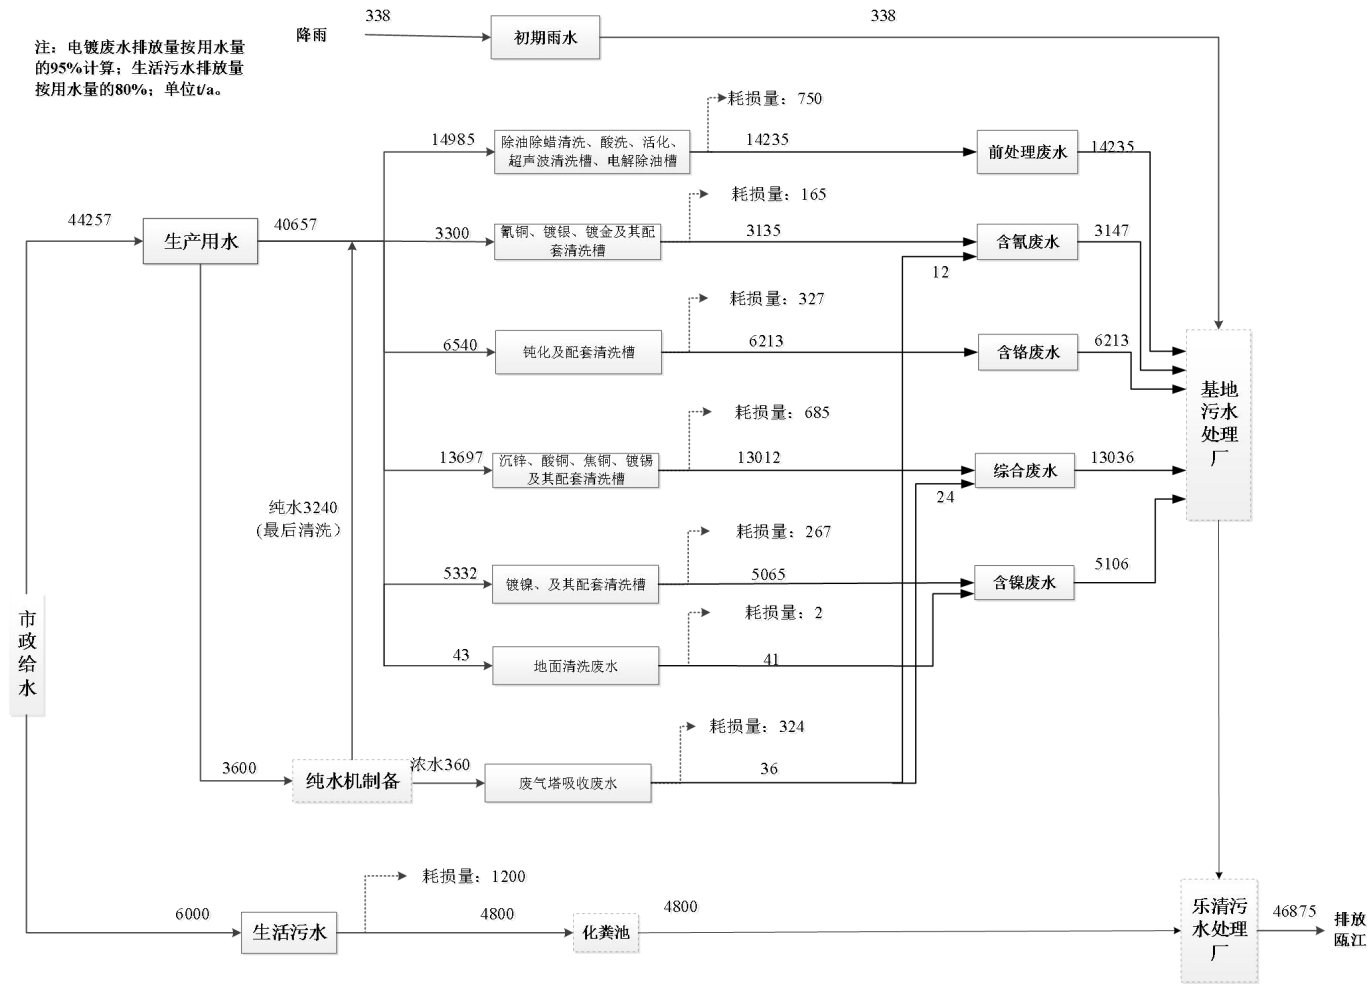 338
338
降雨
初期雨水
注：电镀废水排放量按用水量
的95%计算；生活污水排放量
按用水量的80%；单位t/a。
耗损量：750
14985
除油除蜡清洗、酸洗、活化、
超声波清洗槽、电解除油槽
14235
前处理废水
14235
耗损量：165
44257
生产用水
40657
3300
氰铜、镀银、镀金及其配
套清洗槽
3135
含氰废水
3147
12
耗损量：327
6540
钝化及配套清洗槽
6213
含铬废水
6213
基地
污水
处理
厂
耗损量：685
13697
沉锌、酸铜、焦铜、镀锡
及其配套清洗槽
13012
综合废水
13036
24
纯水3240
(最后清洗）
耗损量：267
5332
镀镍、及其配套清洗槽
5065
含镍废水
5106
耗损量：2
43
地面清洗废水
41
市
政
给
水
耗损量：324
3600
纯水机制备
浓水360
废气塔吸收废水
36
耗损量：1200
6000
生活污水
4800
化粪池
4800
乐清污
水处理
厂
46875
排放
瓯江